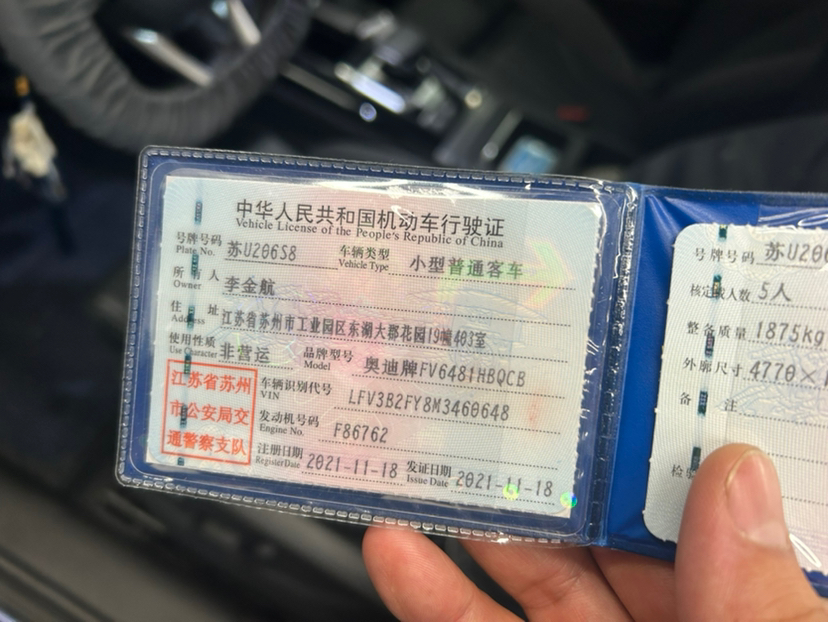 中华人民共和国机动车行驶证
Vehicle License of the People's Republic of China
号牌号码 苏U206S8 车辆类型 小型普通客车
Plate No. Vehicle Type
所有人 李金航
Owner
住址 江苏省苏州市工业园区东湖大郡花园19幢403室
Address
使用性质 非营运 品牌型号 奥迪牌FV6481HBQCB
Use Character Model
江苏省苏州
市公安局交
通警察支队
车辆识别代号 LFV3B2FY8M3460648
VIN
发动机号码 F86762
Engine No.
注册日期 2021-11-18 发证日期 2021-11-18
Register Date Issue Date
号牌号码 苏U20
核定载人数 5人
整备质量 1875kg
外廓尺寸 4770×
备注
检验